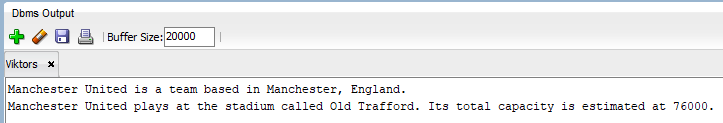 Dbms Output
Buffer Size: 20000
Viktors
Manchester United is a team based in Manchester, England.
Manchester United plays at the stadium called Old Trafford. Its total capacity is estimated at 76000.